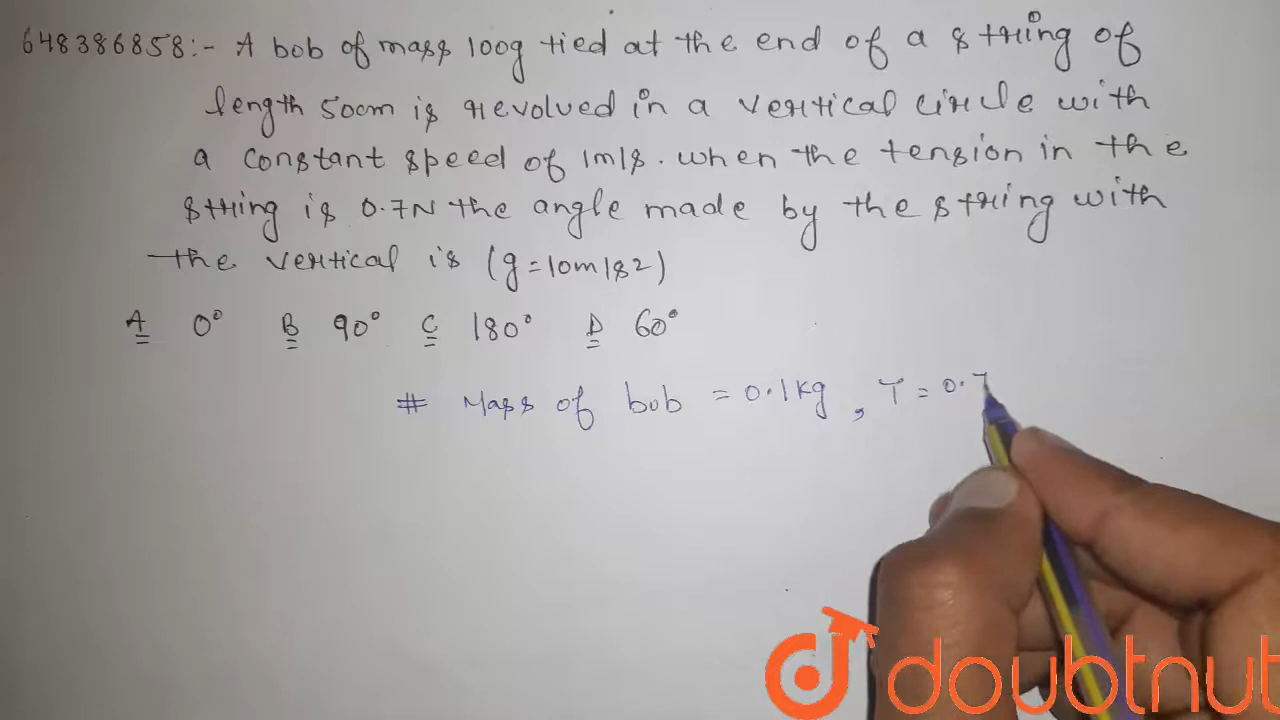 648386858:- A bob of mass 100g tied at the end of a string of
length 50cm is revolved in a vertical circle with
a constant speed of 1m/s. when the tension in the
string is 0.7N the angle made by the string with
the vertical is (g=10m/s2)
A 0° B 90° C 180° D 60°
# Mass of bob = 0.1kg, T = 0.7
doubtnut